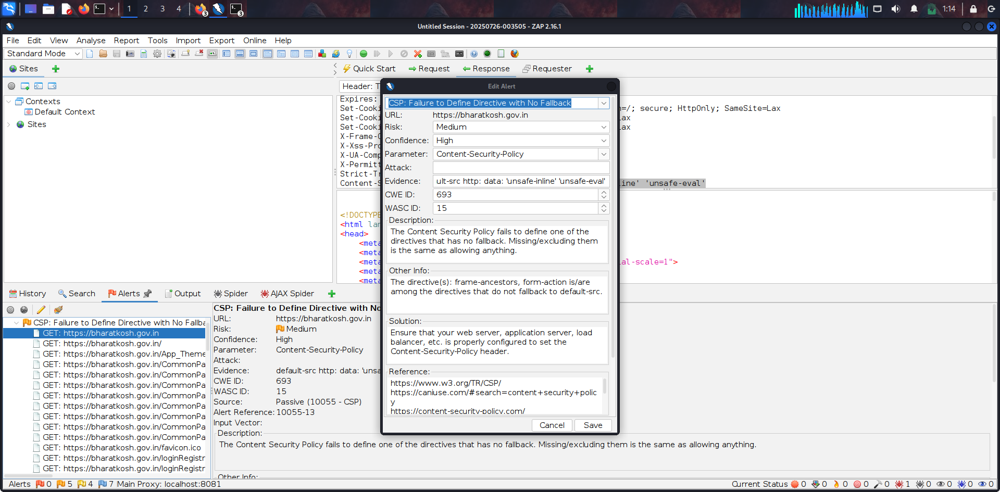 1 2 3 4
3
3
1:14
Untitled Session - 20250726-003505 - ZAP 2.16.1
File Edit View Analyse Report Tools Import Export Online Help
Standard Mode
Sites
Quick Start Request Response Requester
Header: T
Contexts
Default Context
Sites
Expires:
Set-Cooki
=/; secure; HttpOnly; SameSite=Lax
Set-Cooki
ax
Set-Cooki
ax
X-Frame-O
X-Xss-Pro
X-UA-Comp
X-Permitt
Strict-Tr
Content-S
ine' 'unsafe-eval'
<!DOCTYPE
<html lan
<head>
<meta
<meta
<meta
al-scale=1">
<meta
<meta
Edit Alert
CSP: Failure to Define Directive with No Fallback
URL: https://bharatkosh.gov.in
Risk: Medium
Confidence: High
Parameter: Content-Security-Policy
Attack:
Evidence: ult-src http: data: 'unsafe-inline' 'unsafe-eval'
CWE ID: 693
WASC ID: 15
Description:
The Content Security Policy fails to define one of the
directives that has no fallback. Missing/excluding them
is the same as allowing anything.
Other Info:
The directive(s): frame-ancestors, form-action is/are
among the directives that do not fallback to default-src.
Solution:
Ensure that your web server, application server, load
balancer, etc. is properly configured to set the
Content-Security-Policy header.
Reference:
https://www.w3.org/TR/CSP/
https://caniuse.com/#search=content+security+polic
y
https://content-security-policy.com/
Cancel Save
History Search Alerts Output Spider AJAX Spider
CSP: Failure to Define Directive with No Fallba
GET: https://bharatkosh.gov.in
GET: https://bharatkosh.gov.in/
GET: https://bharatkosh.gov.in/App_Theme
GET: https://bharatkosh.gov.in/CommonPa
GET: https://bharatkosh.gov.in/CommonPa
GET: https://bharatkosh.gov.in/CommonPa
GET: https://bharatkosh.gov.in/CommonPa
GET: https://bharatkosh.gov.in/CommonPa
GET: https://bharatkosh.gov.in/CommonPa
GET: https://bharatkosh.gov.in/CommonPa
GET: https://bharatkosh.gov.in/CommonPa
GET: https://bharatkosh.gov.in/favicon.ico
GET: https://bharatkosh.gov.in/loginRegistr
GET: https://bharatkosh.gov.in/loginRegistr
CSP: Failure to Define Directive with No
URL: https://bharatkosh.gov.in
Risk: Medium
Confidence: High
Parameter: Content-Security-Policy
Attack:
Evidence: default-src http: data: 'unsa
CWE ID: 693
WASC ID: 15
Source: Passive (10055 - CSP)
Alert Reference: 10055-13
Input Vector:
Description:
The Content Security Policy fails to define one of the directives that has no fallback. Missing/excluding them is the same as allowing anything.
Other Info:
Alerts 0 5 4 7 Main Proxy: localhost:8081
Current Status 0 0 0 0 0 1 0 0 0 0